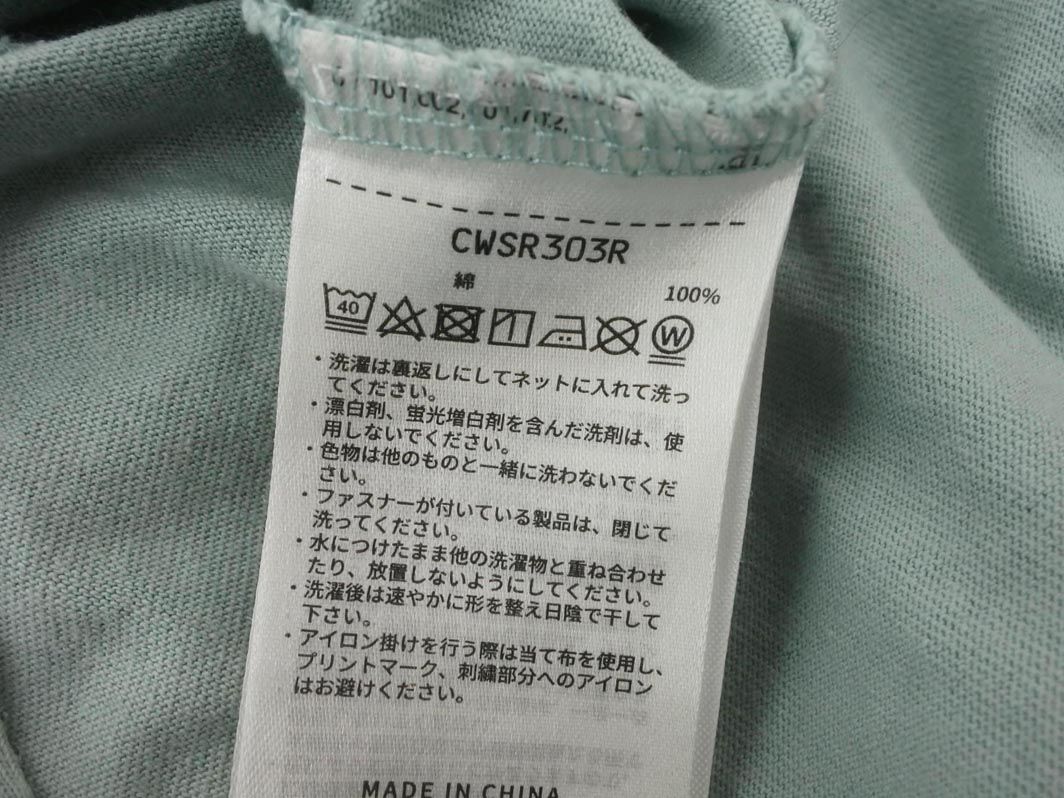 CWSR303R
綿 100%
40 W
・洗濯は裏返しにしてネットに入れて洗っ
てください。
・漂白剤、蛍光増白剤を含んだ洗剤は、使
用しないでください。
・色物は他のものと一緒に洗わないでくだ
さい。
・ファスナーが付いている製品は、閉じて
洗ってください。
・水につけたまま他の洗濯物と重ね合わせ
たり、放置しないようにしてください。
・洗濯後は速やかに形を整え日陰で干して
下さい。
・アイロン掛けを行う際は当て布を使用し、
プリントマーク、刺繍部分へのアイロン
はお避けください。
MADE IN CHINA